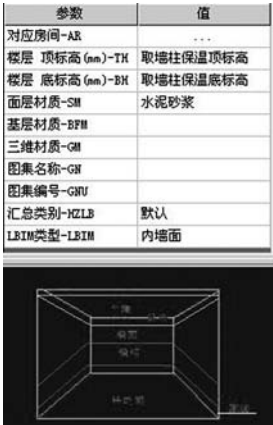 参数 值
对应房间-AR ...
楼层 顶标高(mm)-TH 取墙柱保温顶标高
楼层 底标高(mm)-BH 取墙柱保温底标高
面层材质-SM 水泥砂浆
基层材质-BFM
三维材质-GM
图集名称-GN
图集编号-GNU
汇总类别-HZLB 默认
LBIM类型-LBIM 内墙面